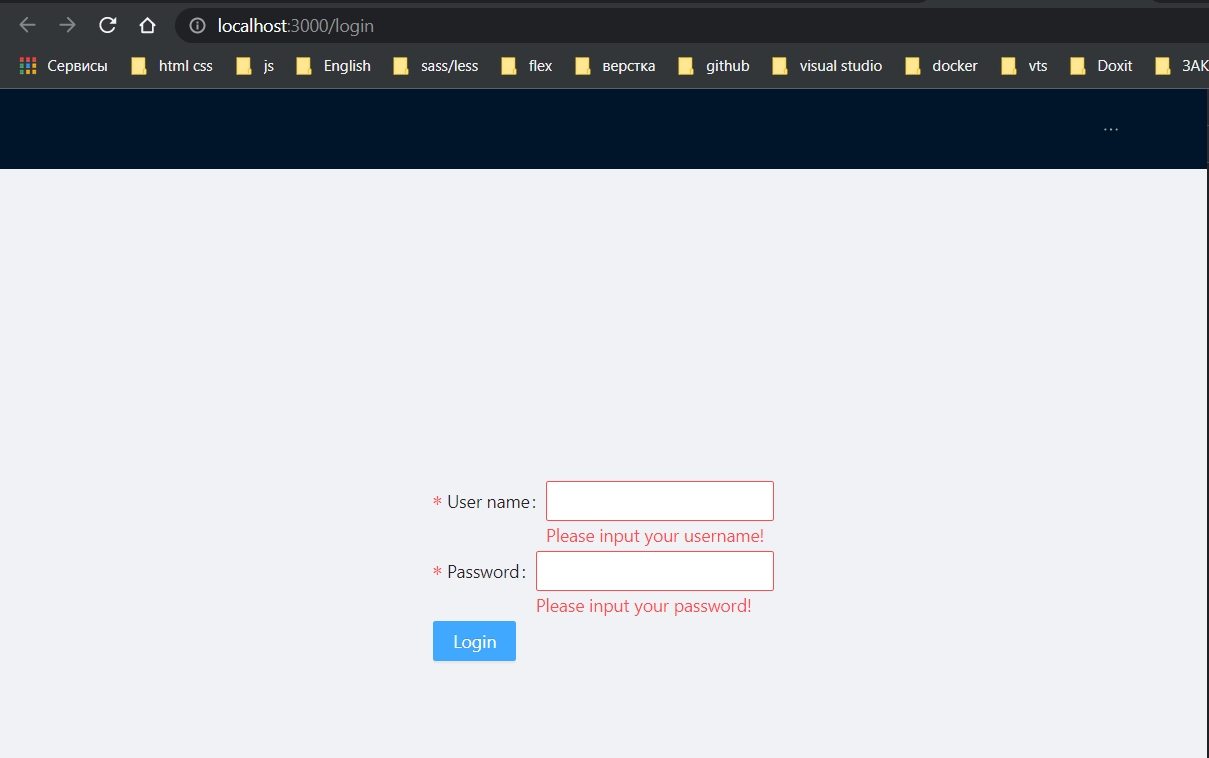 localhost:3000/login
Сервисы html css js English sass/less flex верстка github visual studio docker vts Doxit ЗАК
...
* User name:
Please input your username!
* Password:
Please input your password!
Login